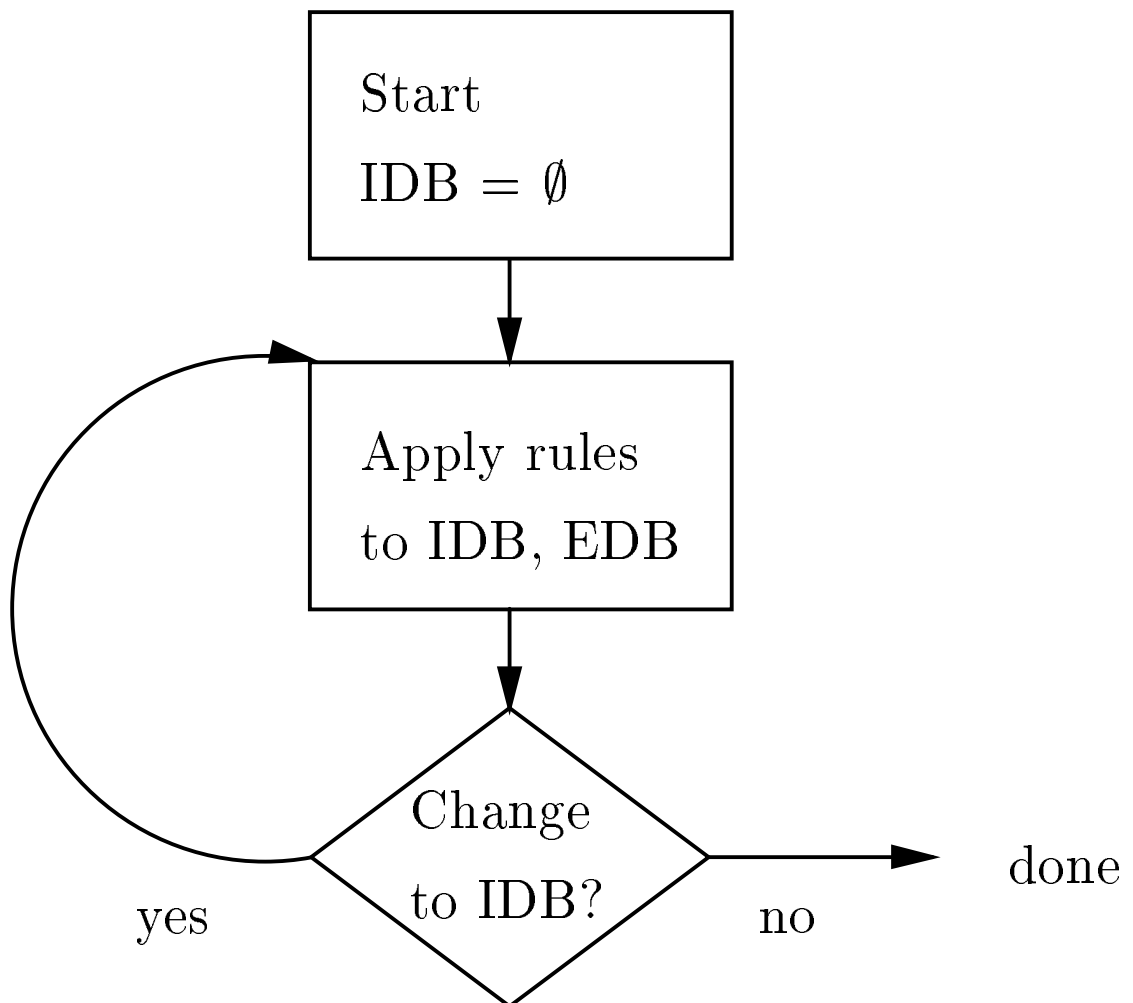 Start
IDB = ∅
Apply rules
to IDB, EDB
Change
to IDB?
yes
no
done